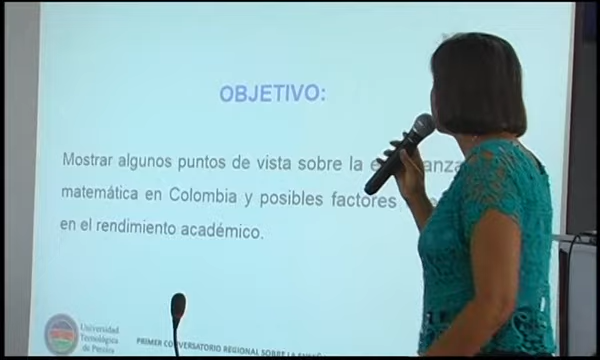 OBJETIVO:
Mostrar algunos puntos de vista sobre la
matemática en Colombia y posibles factores
en el rendimiento académico.
Universidad
Tecnológica
de Pereira
PRIMER CONVERSATORIO REGIONAL SOBRE LA